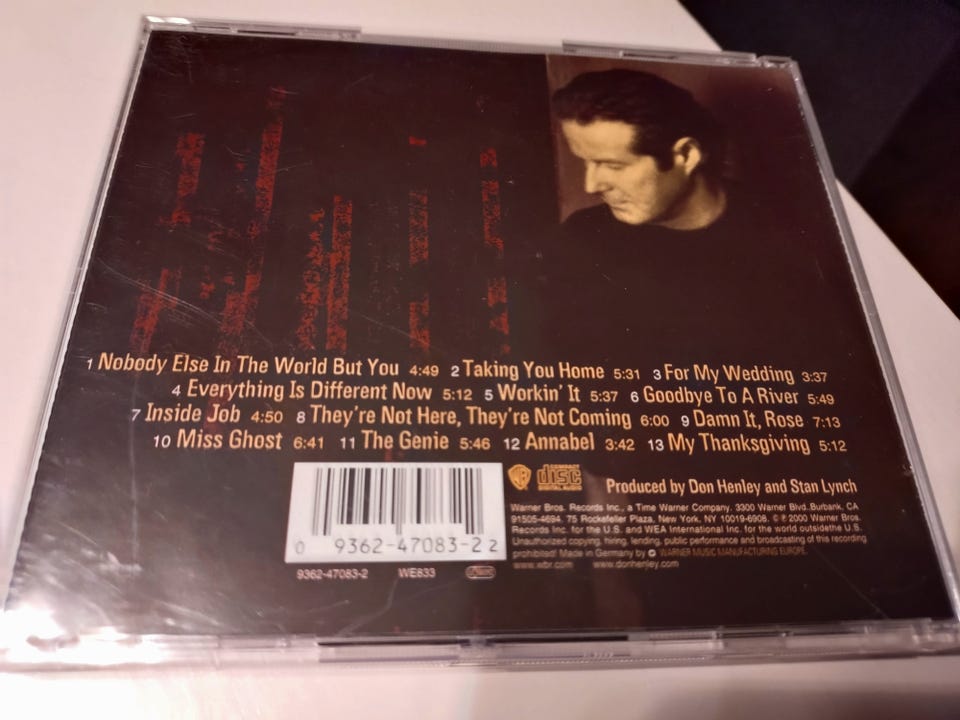 1 Nobody Else In The World But You 4:49 2 Taking You Home 5:31 3 For My Wedding 3:37
4 Everything Is Different Now 5:12 5 Workin' It 5:37 6 Goodbye To A River 5:49
7 Inside Job 4:50 8 They're Not Here, They're Not Coming 6:00 9 Damn It, Rose 7:13
10 Miss Ghost 6:41 11 The Genie 5:46 12 Annabel 3:42 13 My Thanksgiving 5:12
WB COMPACT disc DIGITAL AUDIO Produced by Don Henley and Stan Lynch
Warner Bros. Records Inc., a Time Warner Company. 3300 Warner Blvd. Burbank, CA
91505-4694. 75 Rockefeller Plaza, New York, NY 10019-6908. © ℗ 2000 Warner Bros.
Records Inc. for the U.S. and WEA International Inc. for the world outsidethe U.S.
Unauthorized copying, hiring, lending, public performance and broadcasting of this recording
prohibited! Made in Germany by WARNER MUSIC MANUFACTURING EUROPE.
www.wbr.com www.donhenley.com
0 9362-47083-2 2
9362-47083-2 WE833